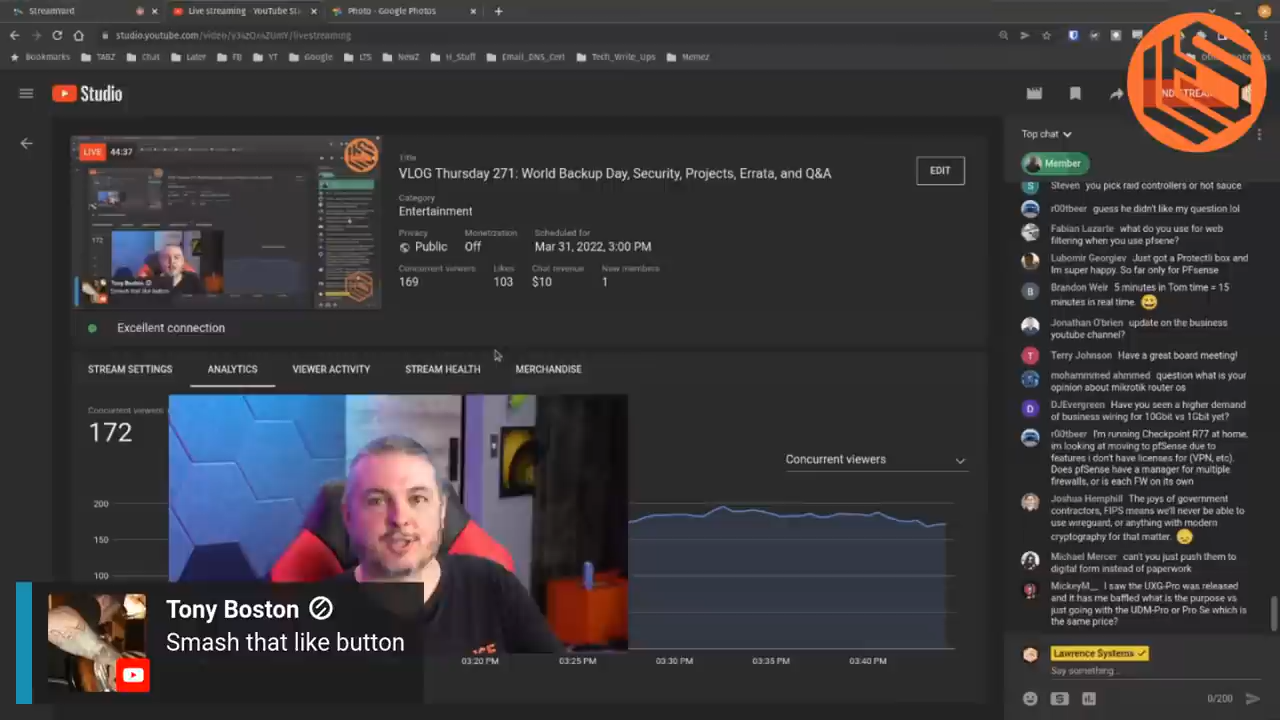 StreamYard
Live streaming - YouTube St
Photo - Google Photos
Bookmarks
TABZ
Chat
Later
FB
YT
Google
LTS
NewZ
H_Stuff
Email_DNS_Cert
Tech_Write_Ups
Memez
Studio
LIVE 44:37
Title
VLOG Thursday 271: World Backup Day, Security, Projects, Errata, and Q&A
EDIT
Category
Entertainment
Privacy
Monetization
Scheduled for
Public
Off
Mar 31, 2022, 3:00 PM
Concurrent viewers
Likes
Chat revenue
New members
169
103
$10
1
Excellent connection
STREAM SETTINGS
ANALYTICS
VIEWER ACTIVITY
STREAM HEALTH
MERCHANDISE
Concurrent viewers
172
Concurrent viewers
200
150
100
03:20 PM
03:25 PM
03:30 PM
03:35 PM
03:40 PM
Tony Boston
Smash that like button
Top chat
Member
Steven you pick raid controllers or hot sauce
r00tbeer guess he didn't like my question lol
Fabian Lazarte what do you use for web
filtering when you use pfsene?
Lubomir Georgiev Just got a Protectli box and
Im super happy. So far only for PFsense
Brandon Weir 5 minutes in Tom time = 15
minutes in real time.
Jonathan O'brien update on the business
youtube channel?
Terry Johnson Have a great board meeting!
mohammmed ahmmed question what is your
opinion about mikrotik router os
DJEvergreen Have you seen a higher demand
of business wiring for 10Gbit vs 1Gbit yet?
r00tbeer I'm running Checkpoint R77 at home,
im looking at moving to pfSense due to
features i don't have licenses for (VPN, etc).
Does pfSense have a manager for multiple
firewalls, or is each FW on its own
Joshua Hemphill The joys of government
contractors, FIPS means we'll never be able to
use wireguard, or anything with modern
cryptography for that matter.
Michael Mercer can't you just push them to
digital form instead of paperwork
MickeyM__ I saw the UXG-Pro was released
and it has me baffled what is the purpose vs
just going with the UDM-Pro or Pro Se which is
the same price?
Lawrence Systems
Say something...
0/200